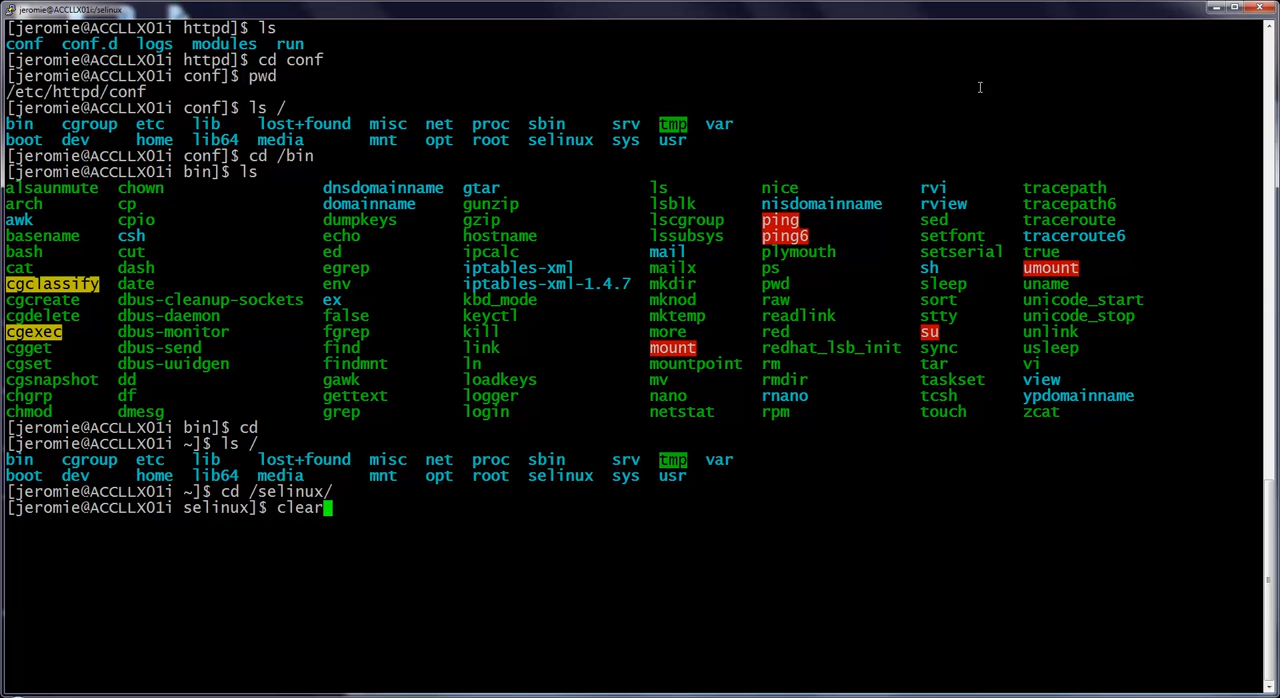 jeromie@ACCLLX01i:/selinux
[jeromie@ACCLLX01i httpd]$ ls
conf  conf.d  logs  modules  run
[jeromie@ACCLLX01i httpd]$ cd conf
[jeromie@ACCLLX01i conf]$ pwd
/etc/httpd/conf
[jeromie@ACCLLX01i conf]$ ls /
bin  cgroup  etc  lib  lost+found  misc  net  proc  sbin  srv  tmp  var
boot  dev  home  lib64  media  mnt  opt  root  selinux  sys  usr
[jeromie@ACCLLX01i conf]$ cd /bin
[jeromie@ACCLLX01i bin]$ ls
alsaunmute  chown  dnsdomainname  gtar  ls  nice  rvi  tracepath
arch  cp  domainname  gunzip  lsblk  nisdomainname  rview  tracepath6
awk  cpio  dumpkeys  gzip  lscgroup  ping  sed  traceroute
basename  csh  echo  hostname  lssubsys  ping6  setfont  traceroute6
bash  cut  ed  ipcalc  mail  plymouth  setserial  true
cat  dash  egrep  iptables-xml  mailx  ps  sh  umount
cgclassify  date  env  iptables-xml-1.4.7  mkdir  pwd  sleep  uname
cgcreate  dbus-cleanup-sockets  ex  kbd_mode  mknod  raw  sort  unicode_start
cgdelete  dbus-daemon  false  keyctl  mktemp  readlink  stty  unicode_stop
cgexec  dbus-monitor  fgrep  kill  more  red  su  unlink
cgget  dbus-send  find  link  mount  redhat_lsb_init  sync  usleep
cgset  dbus-uuidgen  findmnt  ln  mountpoint  rm  tar  vi
cgsnapshot  dd  gawk  loadkeys  mv  rmdir  taskset  view
chgrp  df  gettext  logger  nano  rnano  tcsh  ypdomainname
chmod  dmesg  grep  login  netstat  rpm  touch  zcat
[jeromie@ACCLLX01i bin]$ cd
[jeromie@ACCLLX01i ~]$ ls /
bin  cgroup  etc  lib  lost+found  misc  net  proc  sbin  srv  tmp  var
boot  dev  home  lib64  media  mnt  opt  root  selinux  sys  usr
[jeromie@ACCLLX01i ~]$ cd /selinux/
[jeromie@ACCLLX01i selinux]$ clear